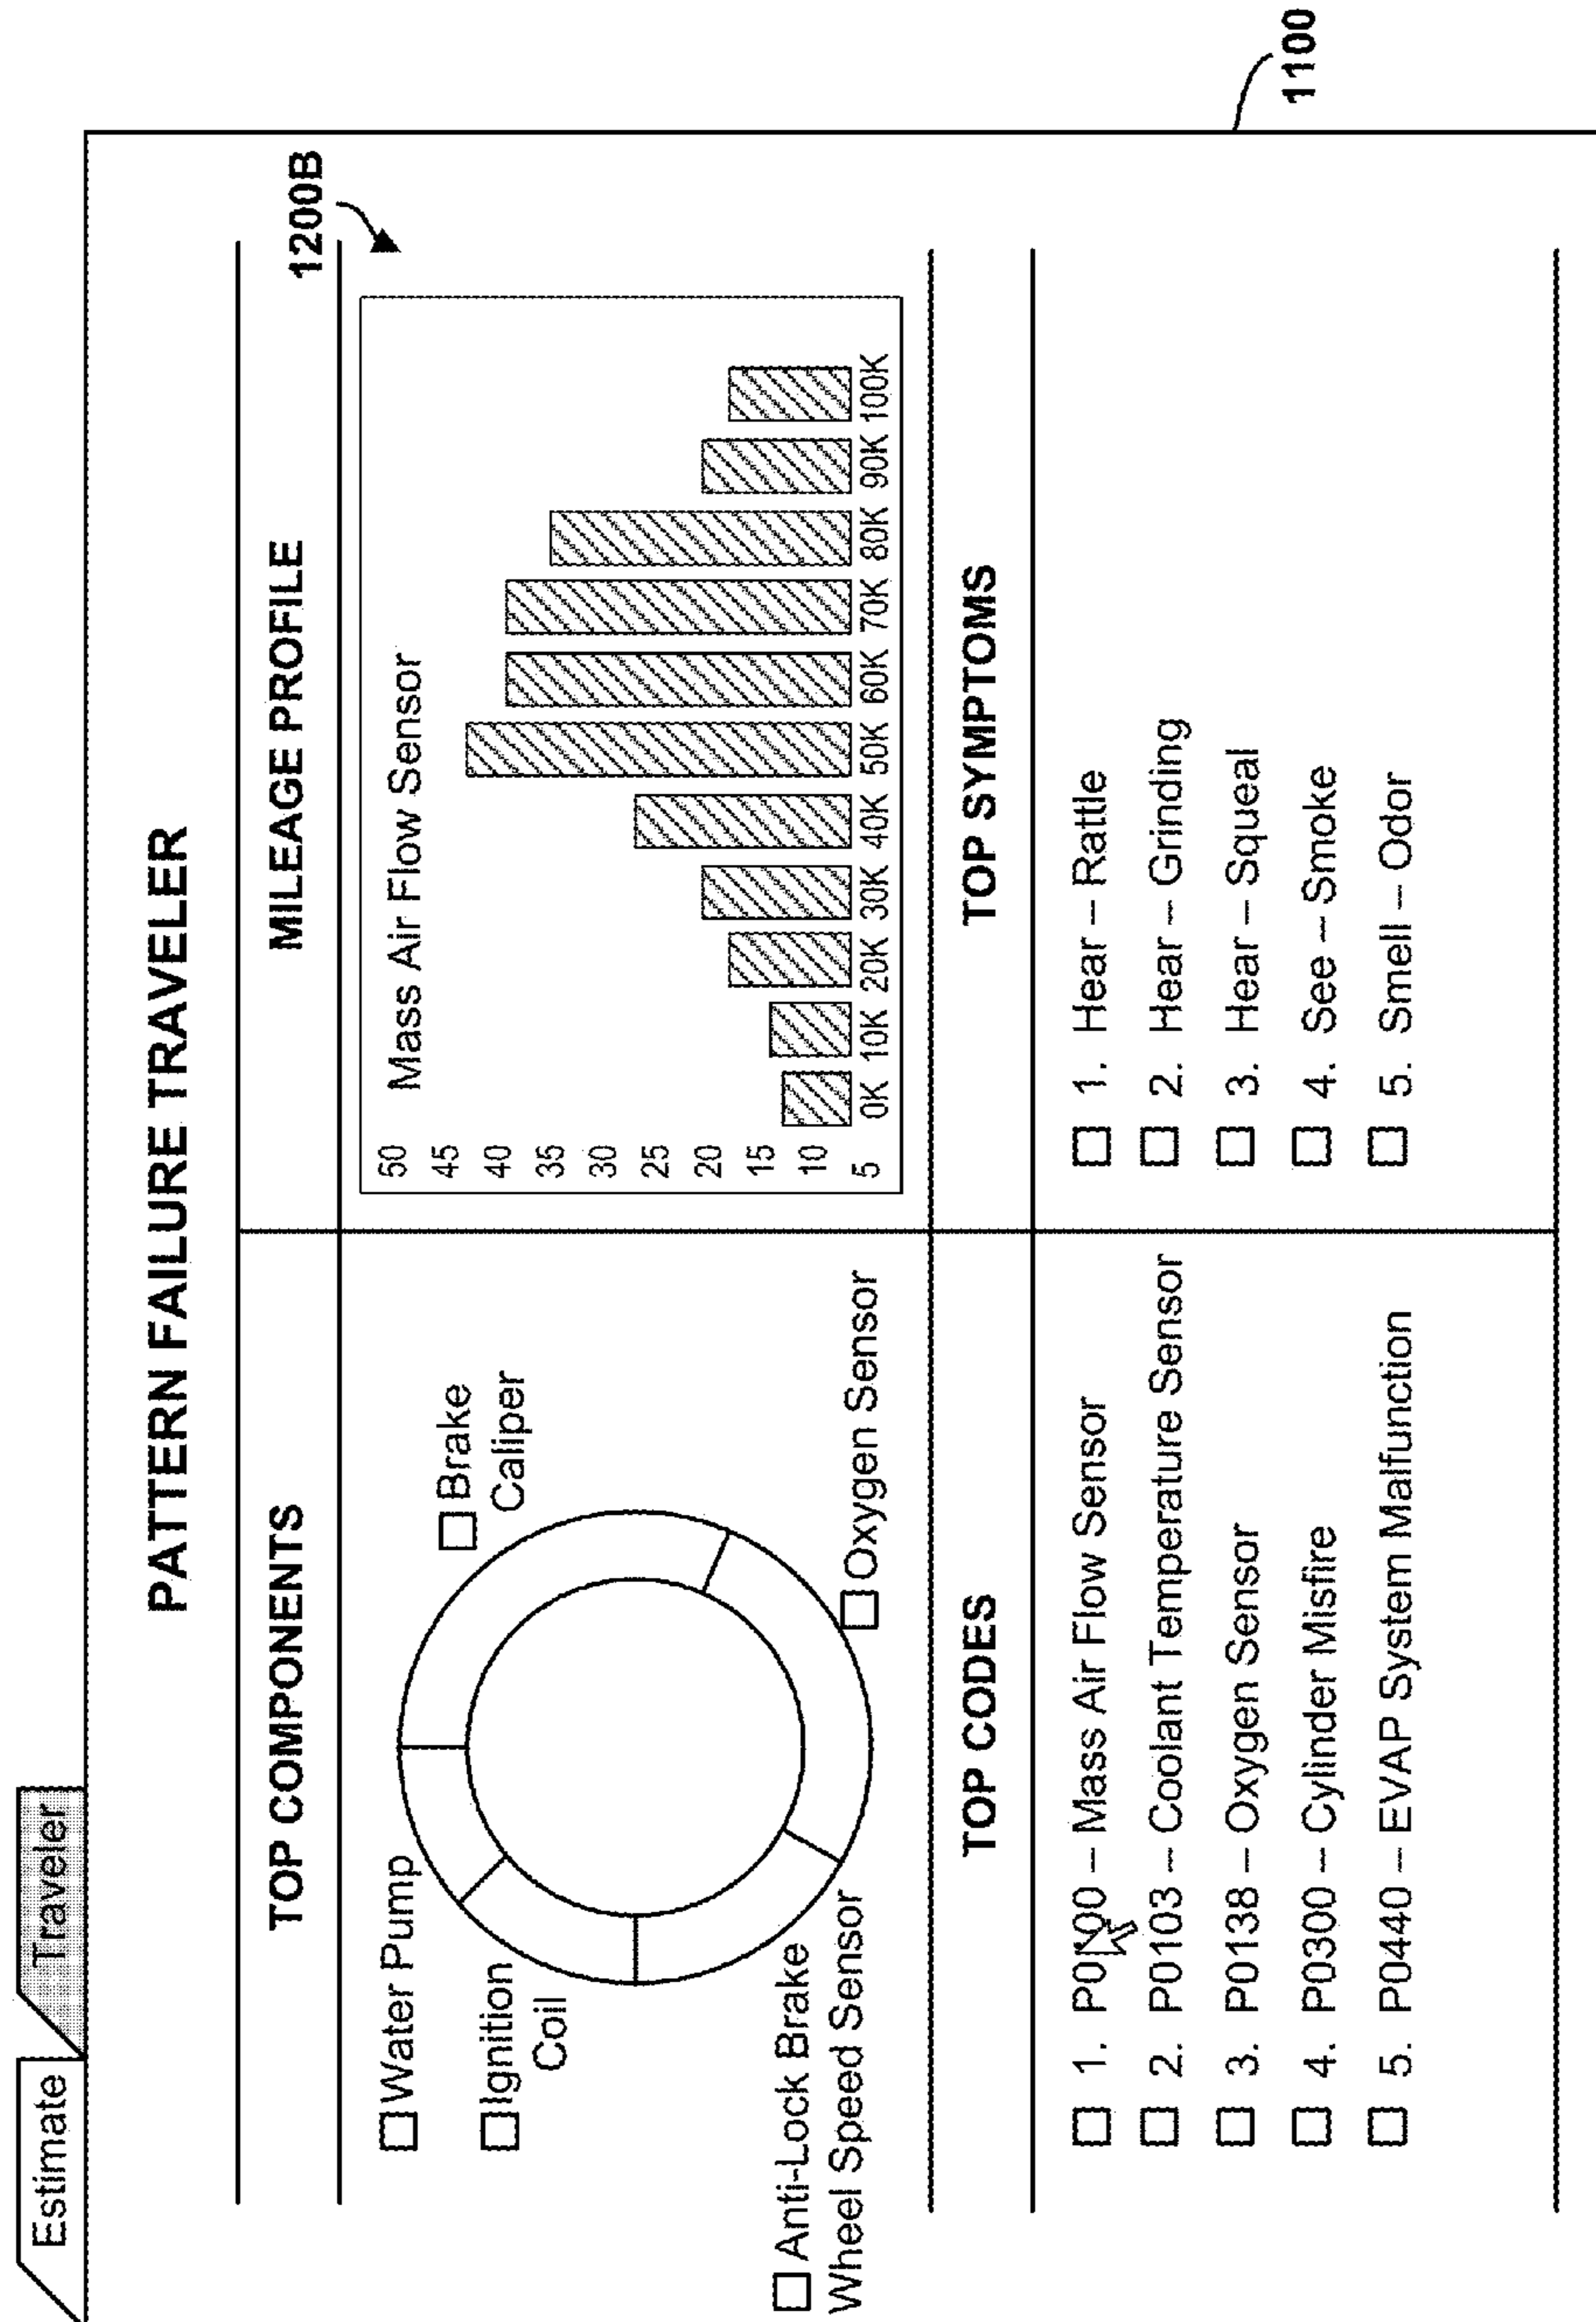 Estimate
Traveler
PATTERN FAILURE TRAVELER
TOP COMPONENTS
Water Pump
Ignition
Coil
Anti-Lock Brake
Wheel Speed Sensor
Brake
Caliper
Oxygen Sensor
MILEAGE PROFILE
1200B
Mass Air Flow Sensor
50
45
40
35
30
25
20
15
10
5
0K 10K 20K 30K 40K 50K 60K 70K 80K 90K 100K
TOP CODES
1. P0100 – Mass Air Flow Sensor
2. P0103 – Coolant Temperature Sensor
3. P0138 – Oxygen Sensor
4. P0300 – Cylinder Misfire
5. P0440 – EVAP System Malfunction
TOP SYMPTOMS
1. Hear – Rattle
2. Hear – Grinding
3. Hear – Squeal
4. See – Smoke
5. Smell – Odor
1100